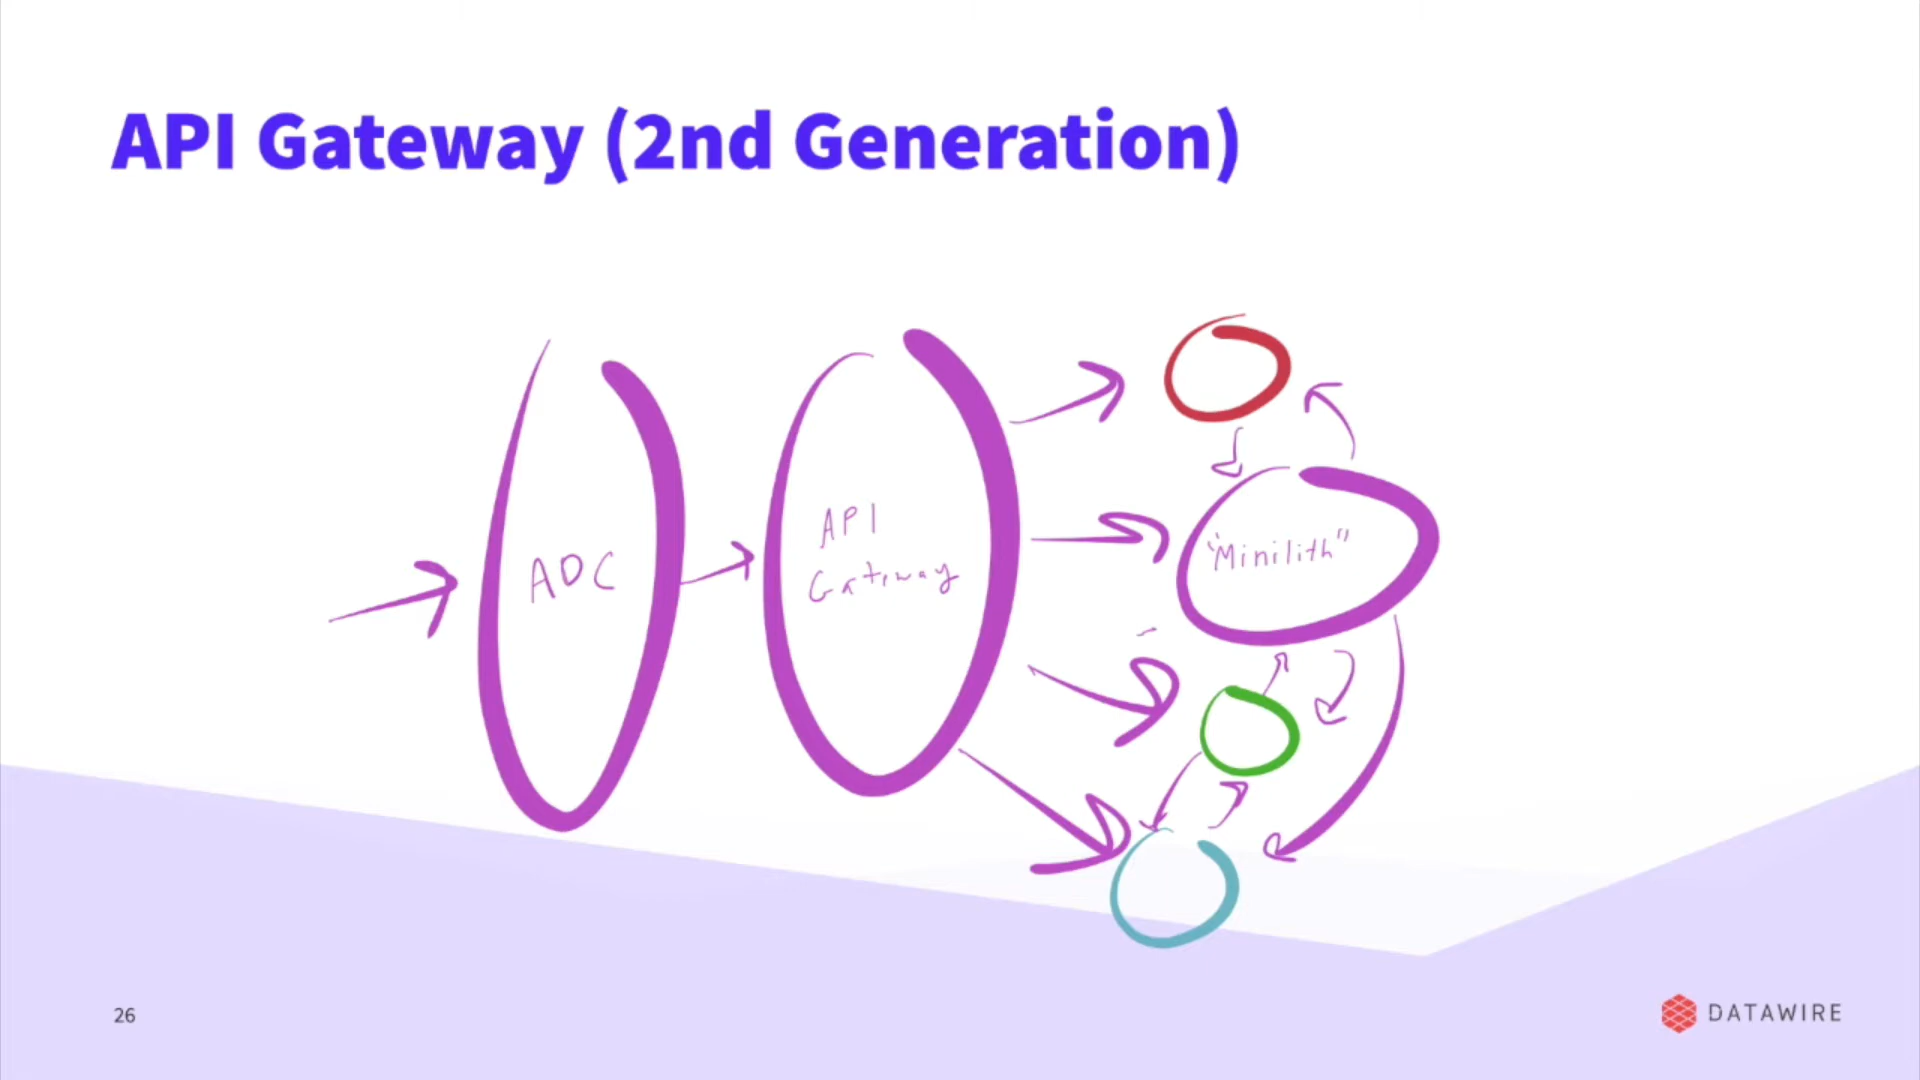 API Gateway (2nd Generation)
ADC
API
Gateway
"Minilith"
26
DATAWIRE